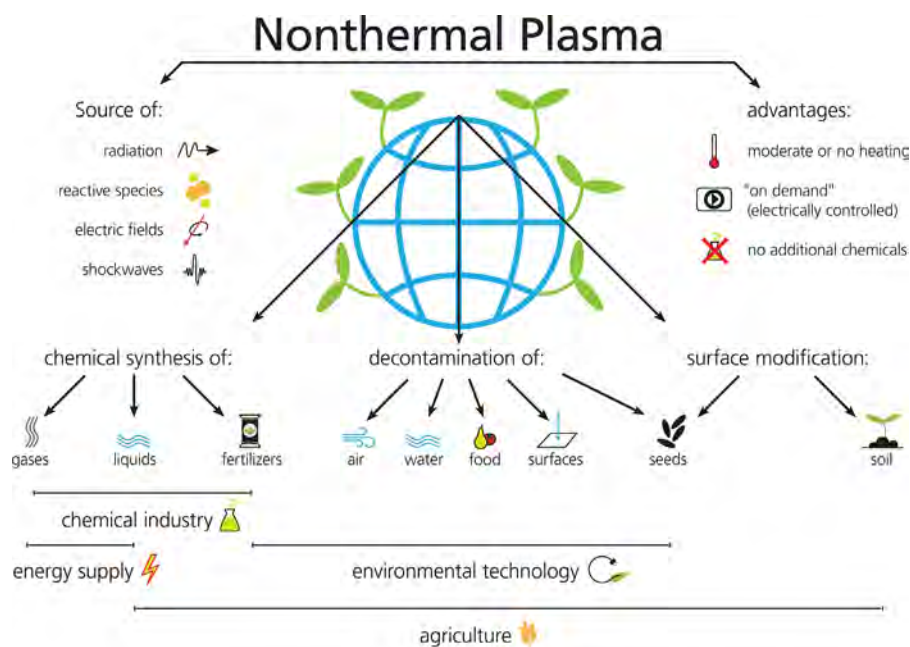 Nonthermal Plasma
Source of:
radiation
reactive species
electric fields
shockwaves
advantages:
moderate or no heating
"on demand"
(electrically controlled)
no additional chemicals
chemical synthesis of:
decontamination of:
surface modification:
gases
liquids
fertilizers
air
water
food
surfaces
seeds
soil
chemical industry
energy supply
environmental technology
agriculture